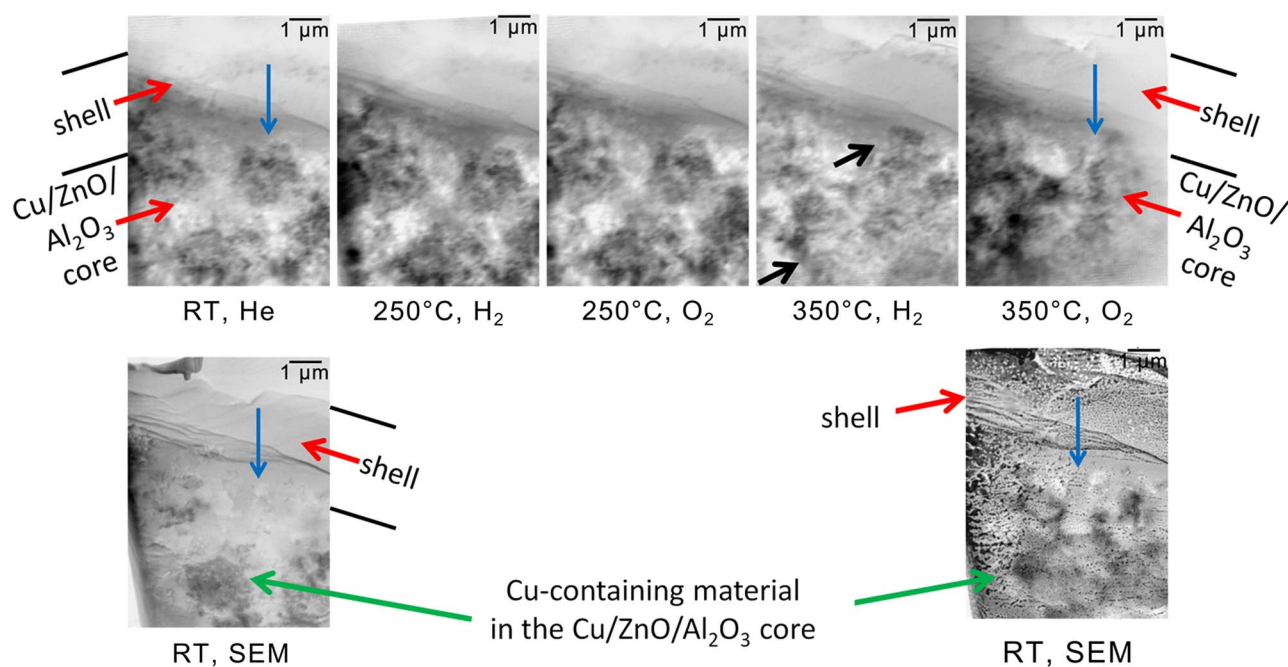 1 μm
1 μm
1 μm
1 μm
1 μm
shell
Cu/ZnO/
Al₂O₃
core
shell
Cu/ZnO/
Al₂O₃
core
RT, He
250°C, H₂
250°C, O₂
350°C, H₂
350°C, O₂
1 μm
1 μm
shell
shell
Cu-containing material
in the Cu/ZnO/Al₂O₃ core
RT, SEM
RT, SEM